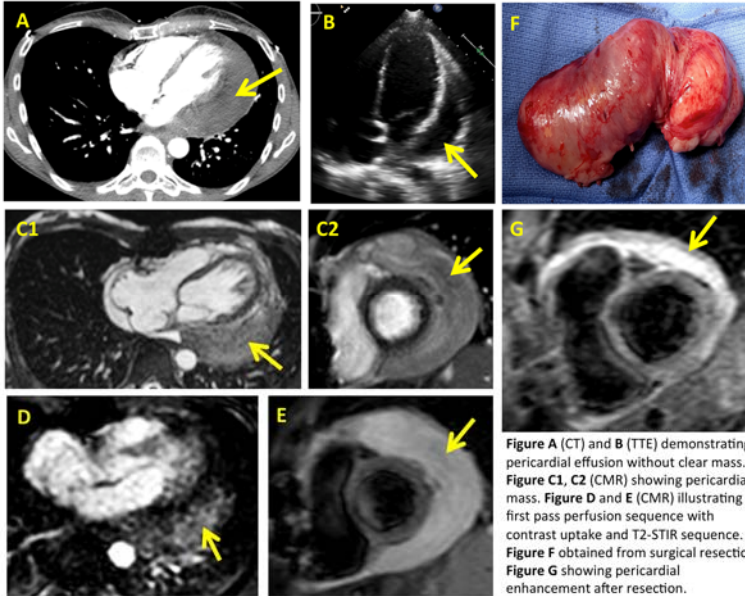 A
B
F
C1
C2
G
D
E
Figure A (CT) and B (TTE) demonstrating
pericardial effusion without clear mass.
Figure C1, C2 (CMR) showing pericardial
mass. Figure D and E (CMR) illustrating
first pass perfusion sequence with
contrast uptake and T2-STIR sequence.
Figure F obtained from surgical resectio
Figure G showing pericardial
enhancement after resection.